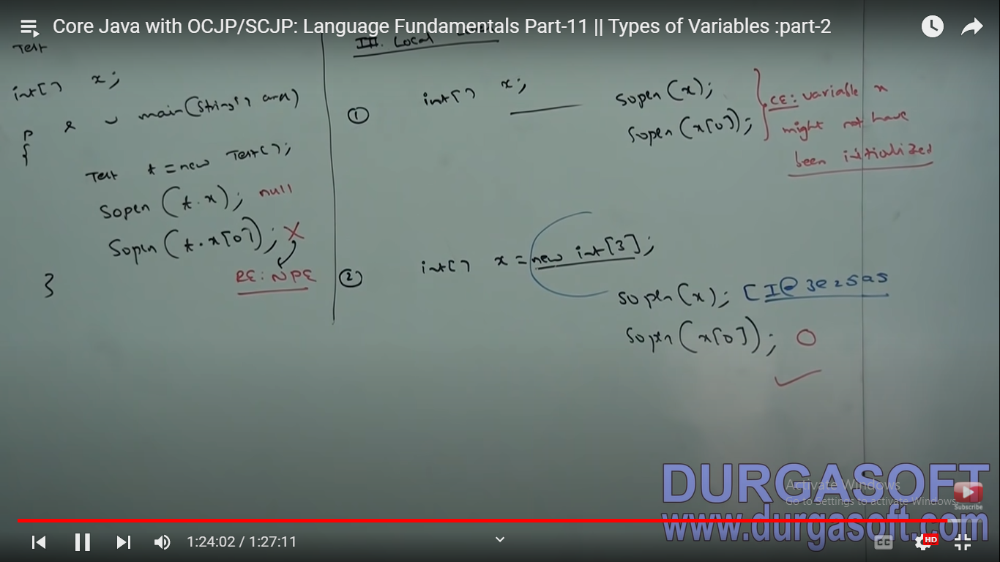 Core Java with OCJP/SCJP: Language Fundamentals Part-11 || Types of Variables :part-2
Test
int[] x;
P s v main(String[] args)
{
Test t = new Test();
Sopln(t.x); null
Sopln(t.x[0]); X
RE: NPE
}
III. Local
① int[] x;
Sopln(x);
Sopln(x[0]);
CE: variable x
might not have
been initialized
② int[] x = new int[3];
Sopln(x); [I@3e25a5
Sopln(x[0]); 0
DURGASOFT
www.durgasoft.com
Activate Windows
Go to Settings to activate Windows.
Subscribe
1:24:02 / 1:27:11
CC
HD